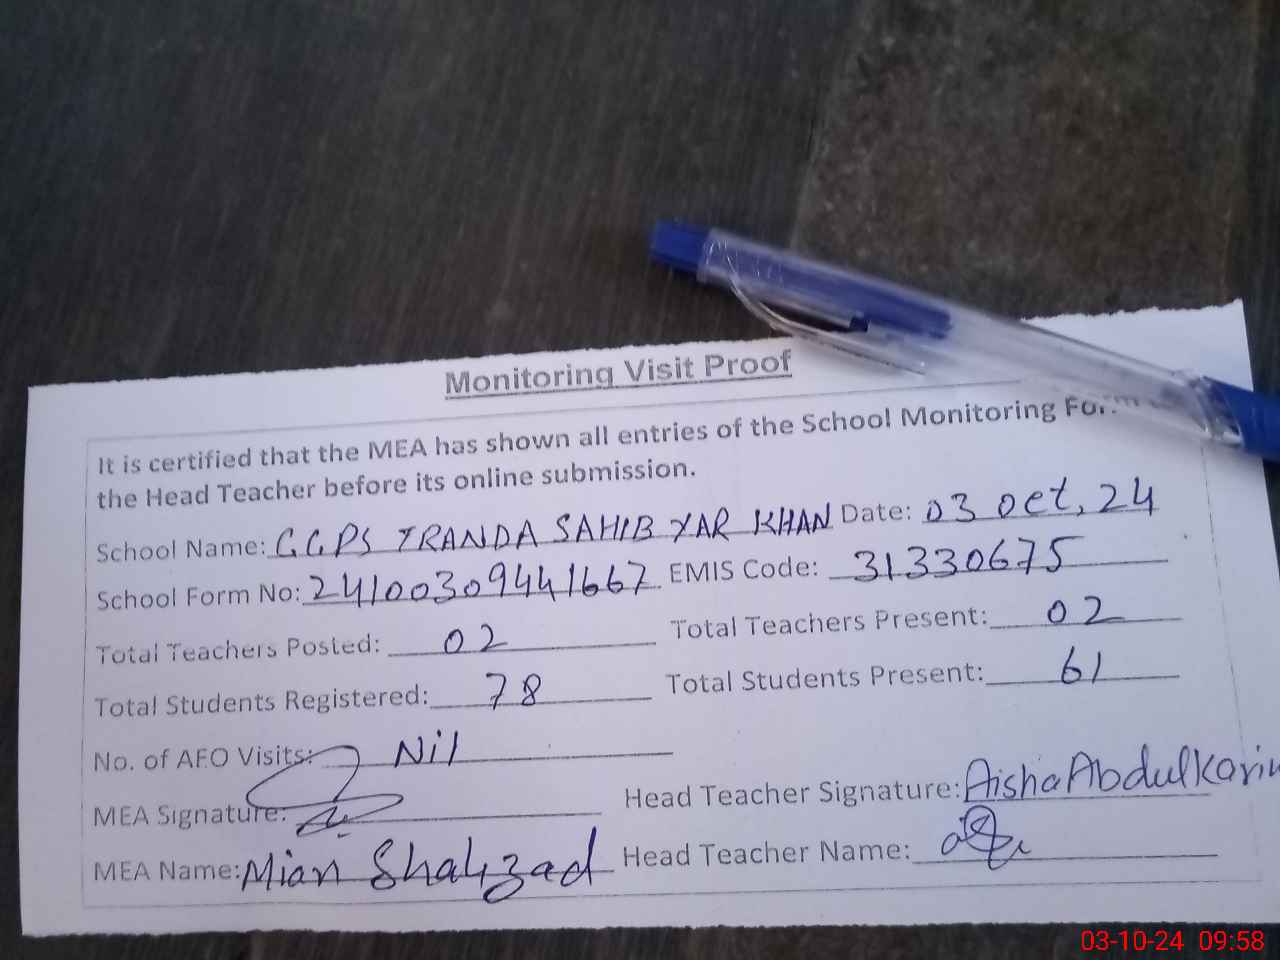 Monitoring Visit Proof
It is certified that the MEA has shown all entries of the School Monitoring Form
the Head Teacher before its online submission.
School Name: GGPS TRANDA SAHIB YAR KHAN Date: 03 Oct, 24
School Form No: 24100309441667 EMIS Code: 31330675
Total Teachers Posted: 02 Total Teachers Present: 02
Total Students Registered: 78 Total Students Present: 61
No. of AEO Visits: Nil
MEA Signature: Head Teacher Signature: Aisha Abdulkarim
MEA Name: Mian Shahzad Head Teacher Name:
03-10-24 09:58